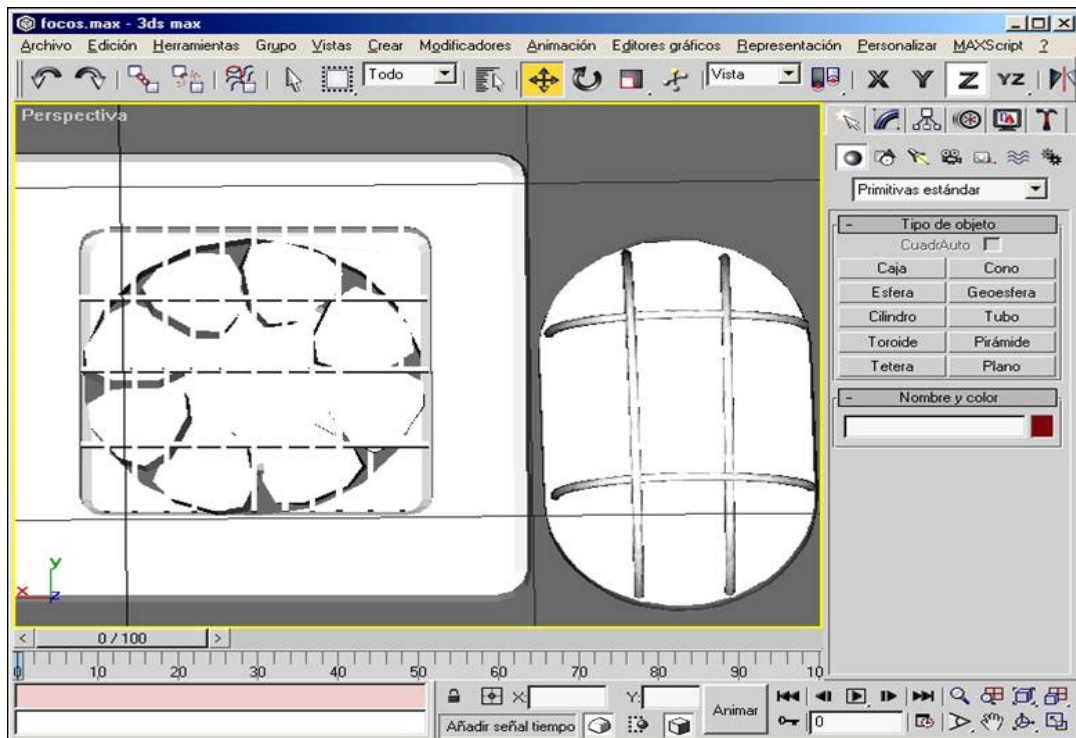 focos.max - 3ds max
Archivo Edición Herramientas Grupo Vistas Crear Modificadores Animación Editores gráficos Representación Personalizar MAXScript ?
Todo Vista X Y Z YZ
Perspectiva
Primitivas estándar
- Tipo de objeto
CuadrAuto
Caja Cono
Esfera Geoesfera
Cilindro Tubo
Toroide Pirámide
Tetera Plano
- Nombre y color
y
x z
< 0 / 100 >
0 10 20 30 40 50 60 70 80 90 10
X: Y: Animar
Añadir señal tiempo 0